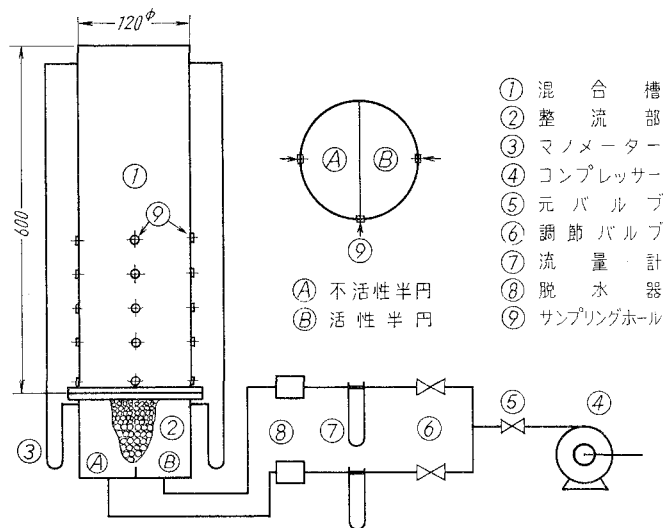 120φ
600
①
⑨
②
③
Ⓐ
Ⓑ
Ⓐ
Ⓑ
⑨
Ⓐ 不活性半円
Ⓑ 活性半円
① 混合槽
② 整流部
③ マノメーター
④ コンプレッサー
⑤ 元バルブ
⑥ 調節バルブ
⑦ 流量計
⑧ 脱水器
⑨ サンプリングホール
⑧
⑦
⑥
⑤
④